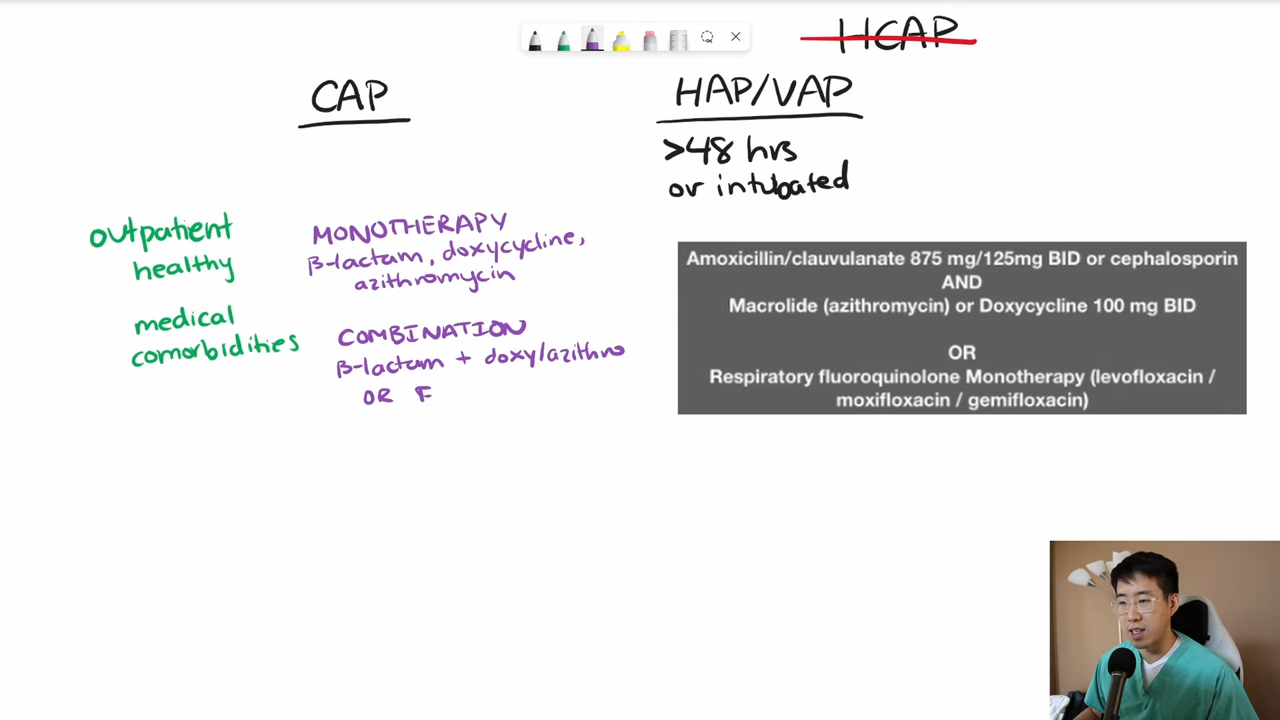 HCAP
CAP
HAP/VAP
>48 hrs
or intubated
outpatient
healthy
MONOTHERAPY
β-lactam, doxycycline,
azithromycin
medical
comorbidities
COMBINATION
β-lactam + doxy/azithro
OR F
Amoxicillin/clauvulanate 875 mg/125mg BID or cephalosporin
AND
Macrolide (azithromycin) or Doxycycline 100 mg BID
OR
Respiratory fluoroquinolone Monotherapy (levofloxacin /
moxifloxacin / gemifloxacin)